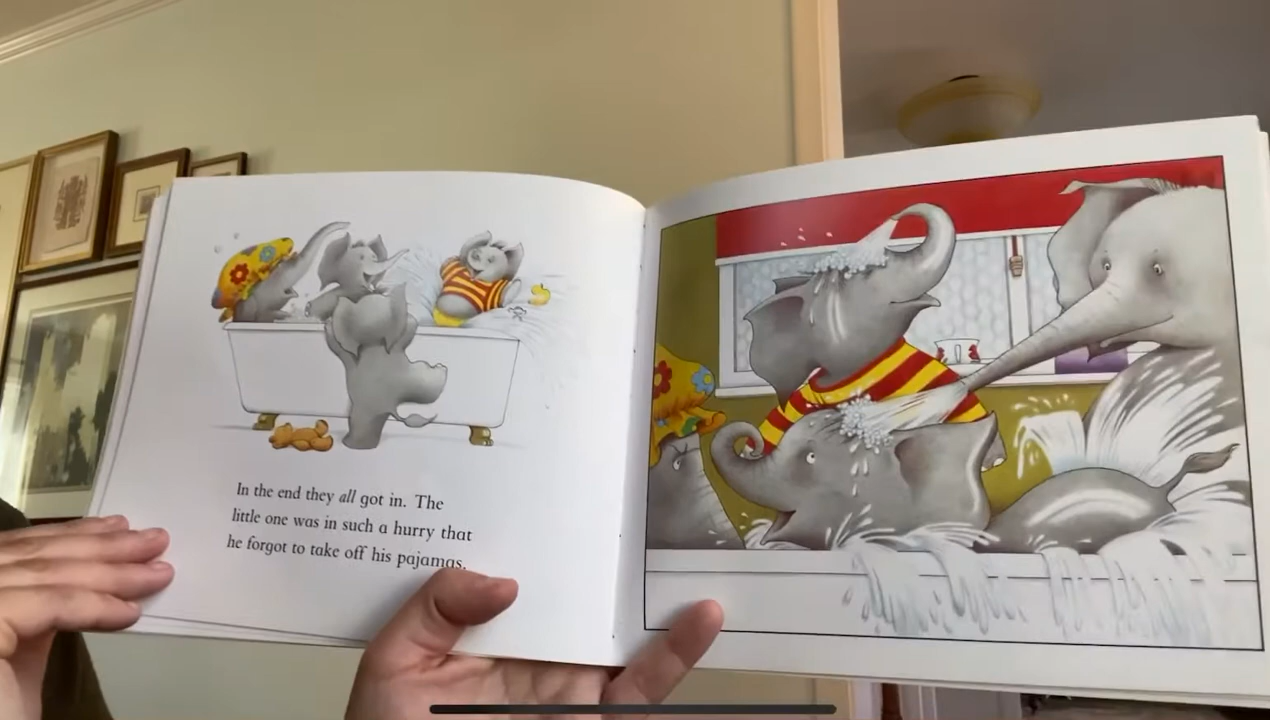 In the end they all got in. The
little one was in such a hurry that
he forgot to take off his pajamas.